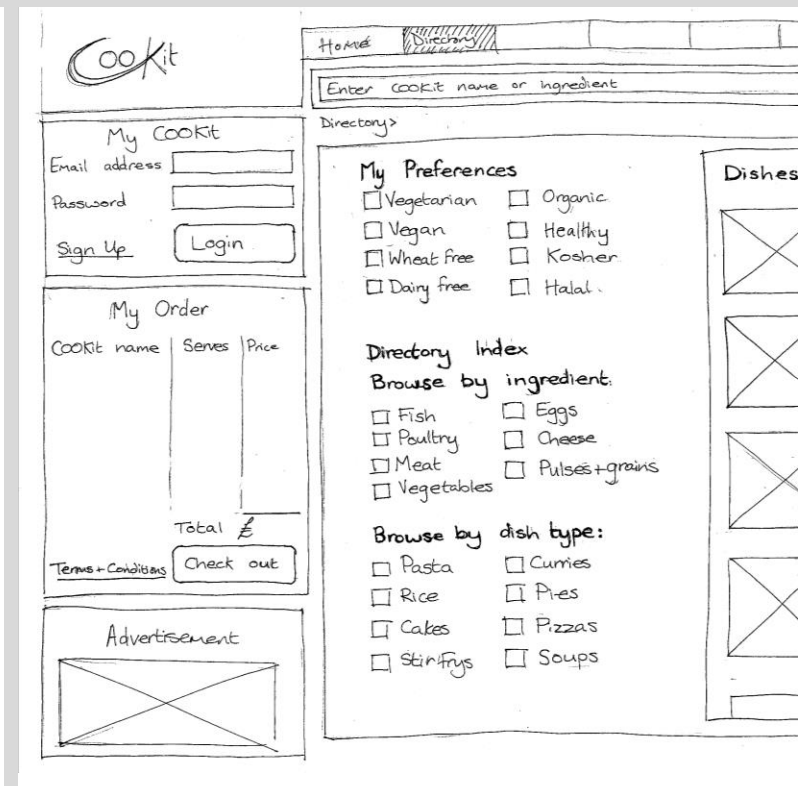 COOKit
Home Directory
Enter COOKit name or ingredient
Directory>
My COOKit
Email address
Password
Sign Up Login
My Order
COOKit name Serves Price
Total £
Terms + Conditions Check out
Advertisement
My Preferences
Vegetarian Organic
Vegan Healthy
Wheat free Kosher
Dairy free Halal.
Directory Index
Browse by ingredient:
Fish Eggs
Poultry Cheese
Meat Pulses+grains
Vegetables
Browse by dish type:
Pasta Curries
Rice Pies
Cakes Pizzas
Stir frys Soups
Dishes